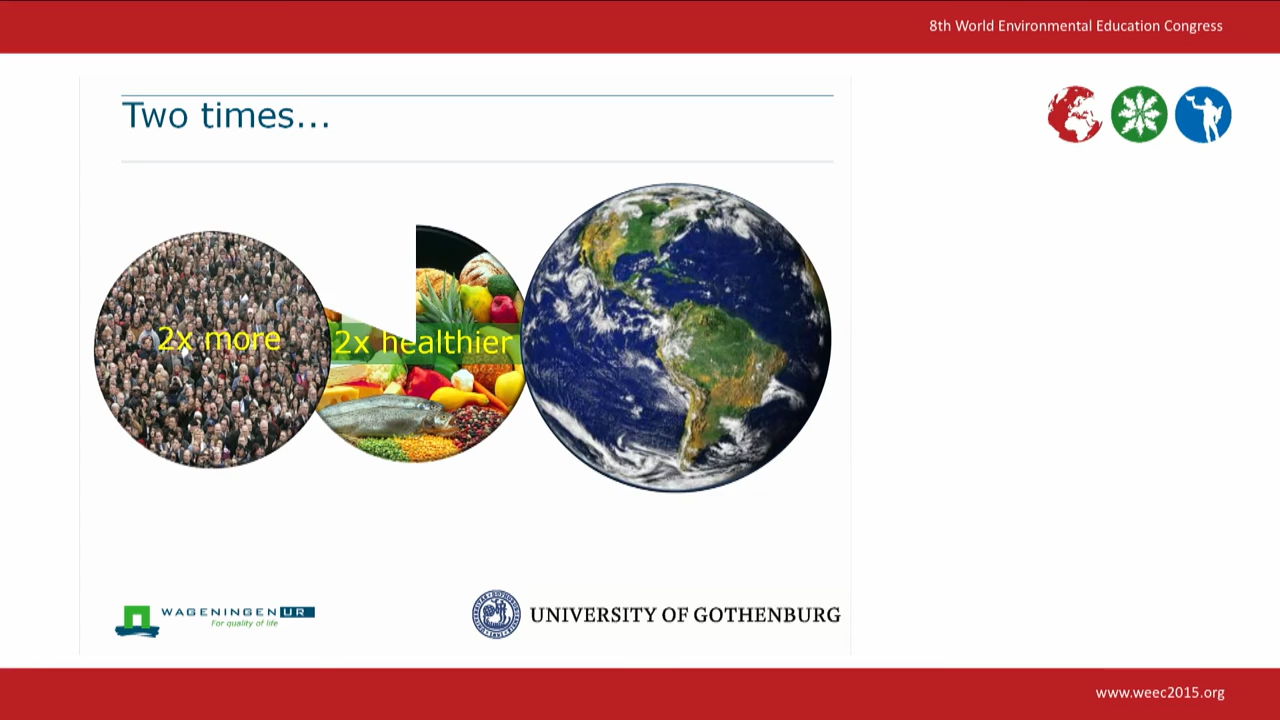 8th World Environmental Education Congress
Two times...
2x more
2x healthier
WAGENINGEN UR
For quality of life
UNIVERSITY OF GOTHENBURG
www.weec2015.org